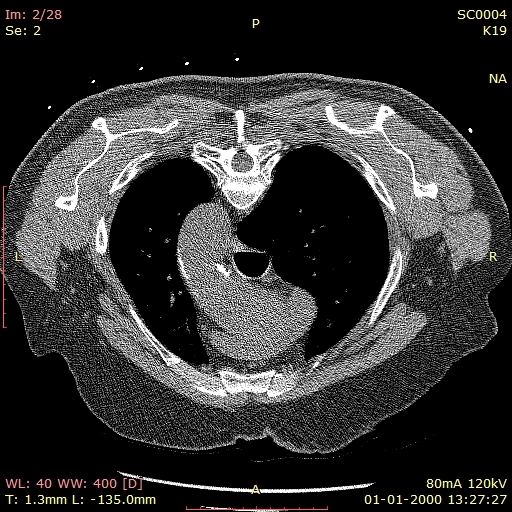 Im: 2/28
Se: 2
P
SC0004
K19
NA
L
R
WL: 40 WW: 400 [D]
T: 1.3mm L: -135.0mm
A
80mA 120kV
01-01-2000 13:27:27